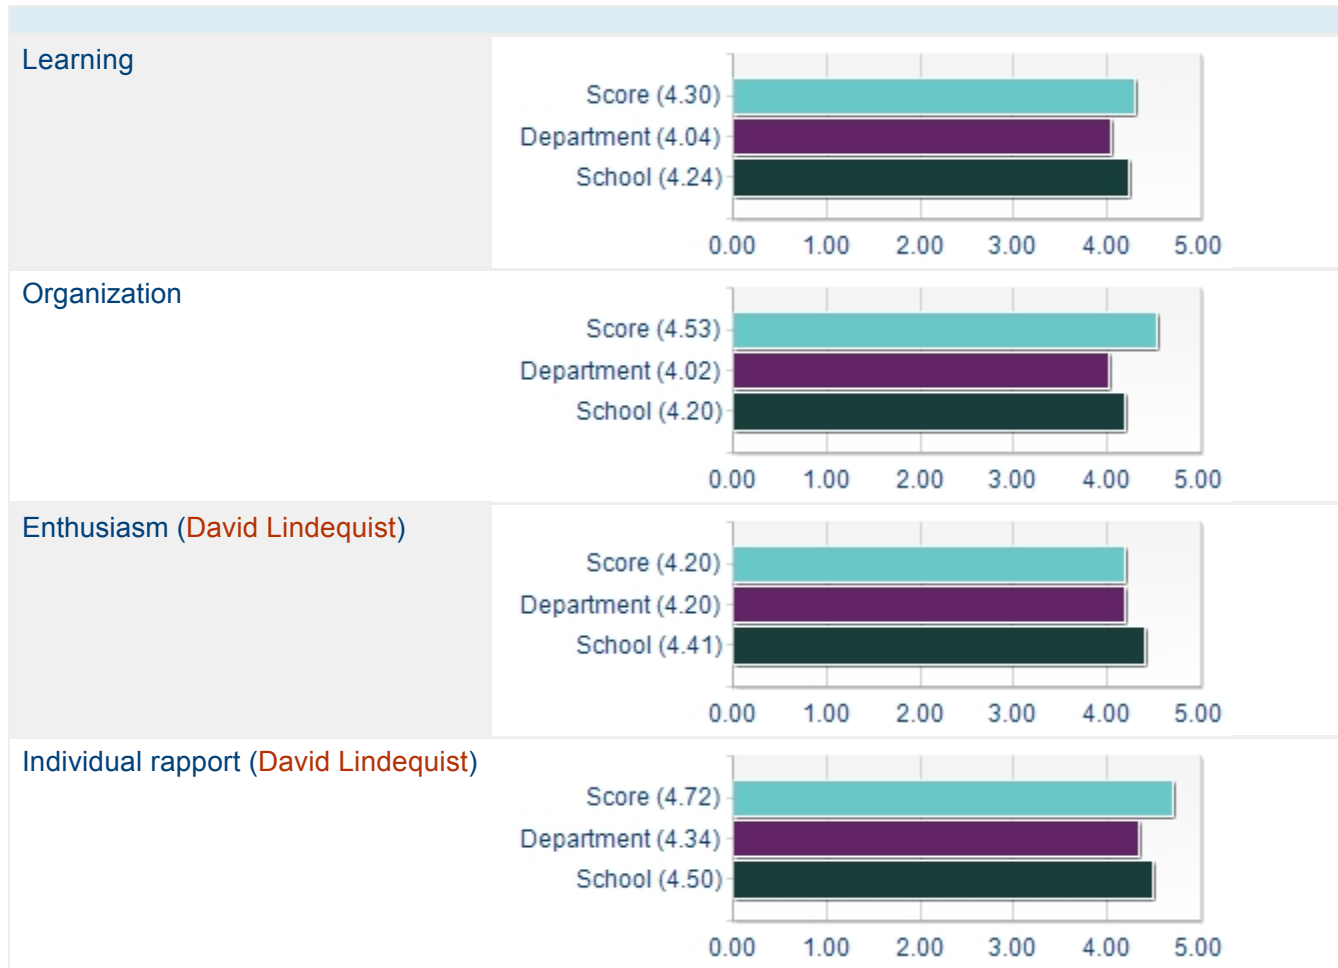 Learning
Score (4.30)
Department (4.04)
School (4.24)
0.00 1.00 2.00 3.00 4.00 5.00
Organization
Score (4.53)
Department (4.02)
School (4.20)
0.00 1.00 2.00 3.00 4.00 5.00
Enthusiasm (David Lindequist)
Score (4.20)
Department (4.20)
School (4.41)
0.00 1.00 2.00 3.00 4.00 5.00
Individual rapport (David Lindequist)
Score (4.72)
Department (4.34)
School (4.50)
0.00 1.00 2.00 3.00 4.00 5.00